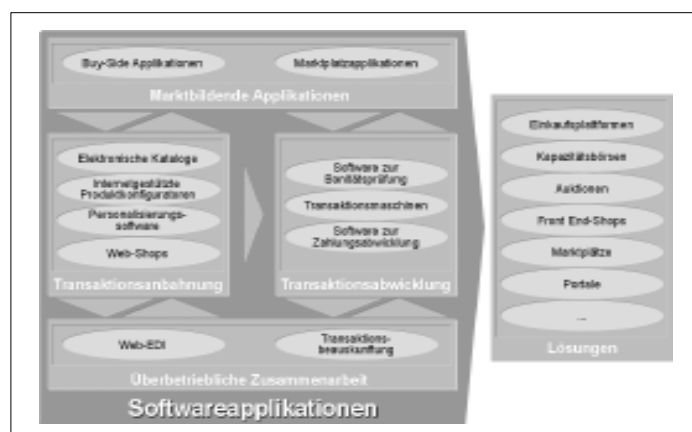 Buy-Side Applikationen
Marktplatzapplikationen
Marktbildende Applikationen
Elektronische Kataloge
Internetgestützte
Produktkonfiguratoren
Personalisierungs-
software
Web-Shops
Transaktionsanbahnung
Software zur
Bonitätsprüfung
Transaktionsmaschinen
Software zur
Zahlungsabwicklung
Transaktionsabwicklung
Web-EDI
Transaktions-
beauskunftung
Überbetriebliche Zusammenarbeit
Softwareapplikationen
Einkaufsplattformen
Kapazitätsbörsen
Auktionen
Front End-Shops
Marktplätze
Portale
...
Lösungen